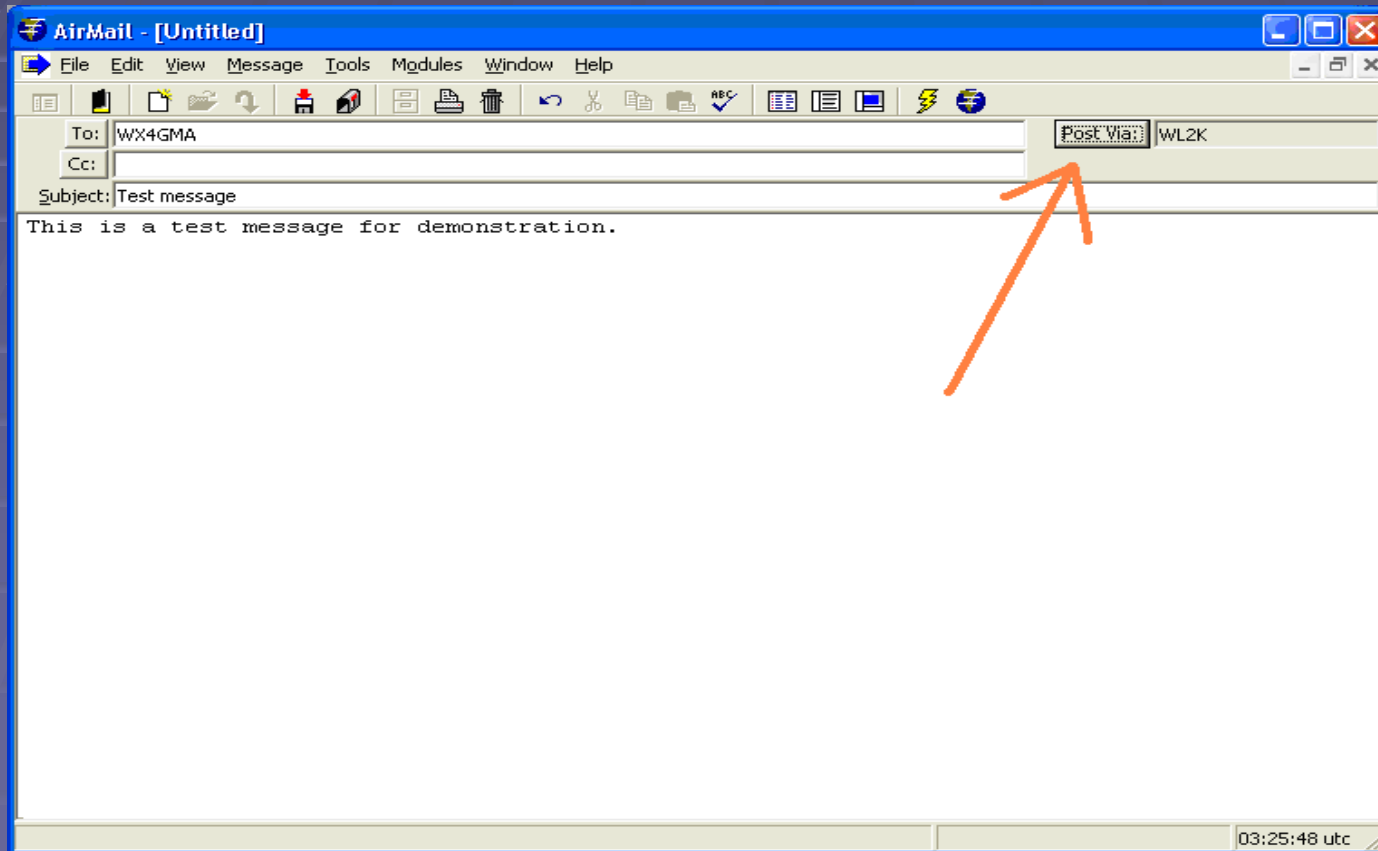 AirMail - [Untitled]
File Edit View Message Tools Modules Window Help
ABC
To: WX4GMA Post Via: WL2K
Cc:
Subject: Test message
This is a test message for demonstration.
03:25:48 utc